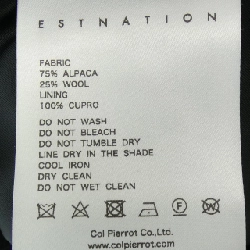 ESTNATION
FABRIC
75% ALPACA
25% WOOL
LINING
100% CUPRO
DO NOT WASH
DO NOT BLEACH
DO NOT TUMBLE DRY
LINE DRY IN THE SHADE
COOL IRON
DRY CLEAN
DO NOT WET CLEAN
Col Pierrot Co.,Ltd.
www.colpierrot.com